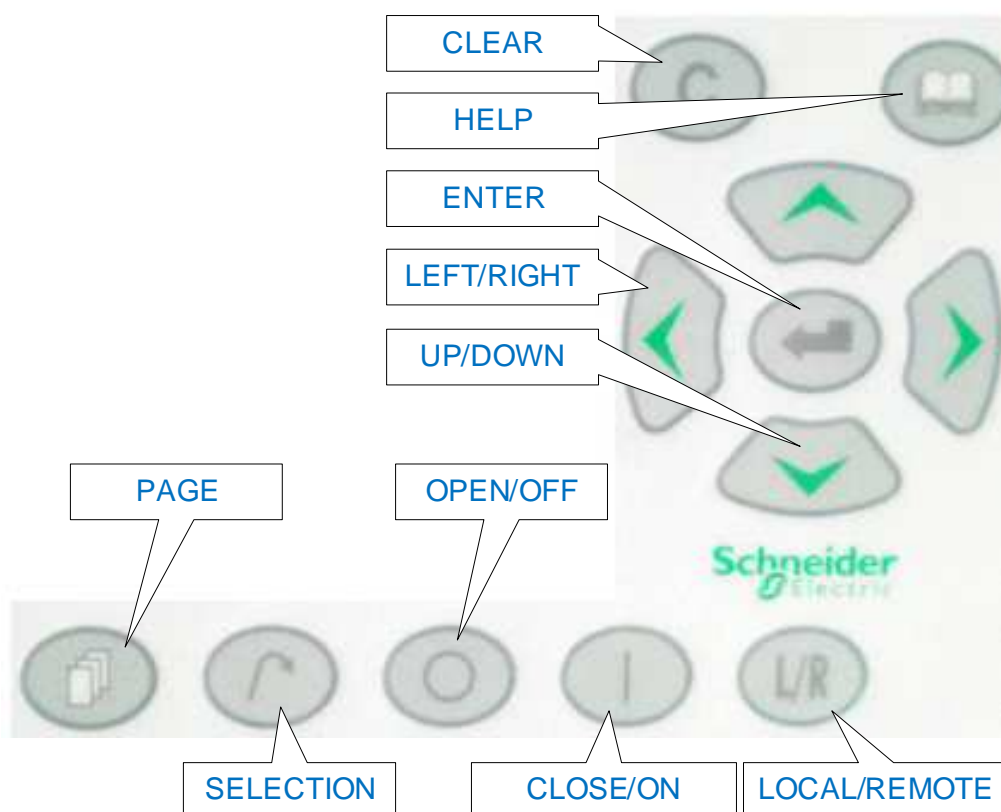 CLEAR
C
HELP
ENTER
LEFT/RIGHT
UP/DOWN
PAGE
OPEN/OFF
Schneider
Electric
L/R
SELECTION
CLOSE/ON
LOCAL/REMOTE